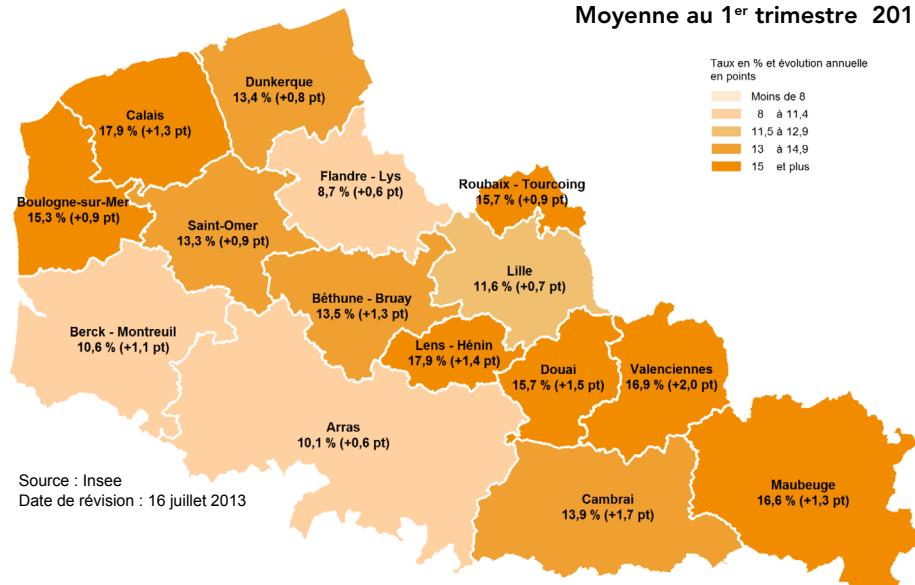 Moyenne au 1er trimestre 201
Taux en % et évolution annuelle
en points
Moins de 8
8 à 11,4
11,5 à 12,9
13 à 14,9
15 et plus
Dunkerque
13,4 % (+0,8 pt)
Calais
17,9 % (+1,3 pt)
Flandre - Lys
8,7 % (+0,6 pt)
Roubaix - Tourcoing
15,7 % (+0,9 pt)
Boulogne-sur-Mer
15,3 % (+0,9 pt)
Saint-Omer
13,3 % (+0,9 pt)
Lille
11,6 % (+0,7 pt)
Béthune - Bruay
13,5 % (+1,3 pt)
Berck - Montreuil
10,6 % (+1,1 pt)
Lens - Hénin
17,9 % (+1,4 pt)
Douai
15,7 % (+1,5 pt)
Valenciennes
16,9 % (+2,0 pt)
Arras
10,1 % (+0,6 pt)
Maubeuge
16,6 % (+1,3 pt)
Cambrai
13,9 % (+1,7 pt)
Source : Insee
Date de révision : 16 juillet 2013